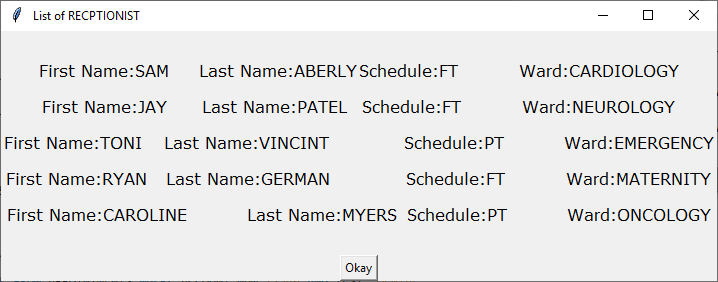 List of RECPTIONIST
First Name:SAM Last Name:ABERLY Schedule:FT Ward:CARDIOLOGY
First Name:JAY Last Name:PATEL Schedule:FT Ward:NEUROLOGY
First Name:TONI Last Name:VINCINT Schedule:PT Ward:EMERGENCY
First Name:RYAN Last Name:GERMAN Schedule:FT Ward:MATERNITY
First Name:CAROLINE Last Name:MYERS Schedule:PT Ward:ONCOLOGY
Okay